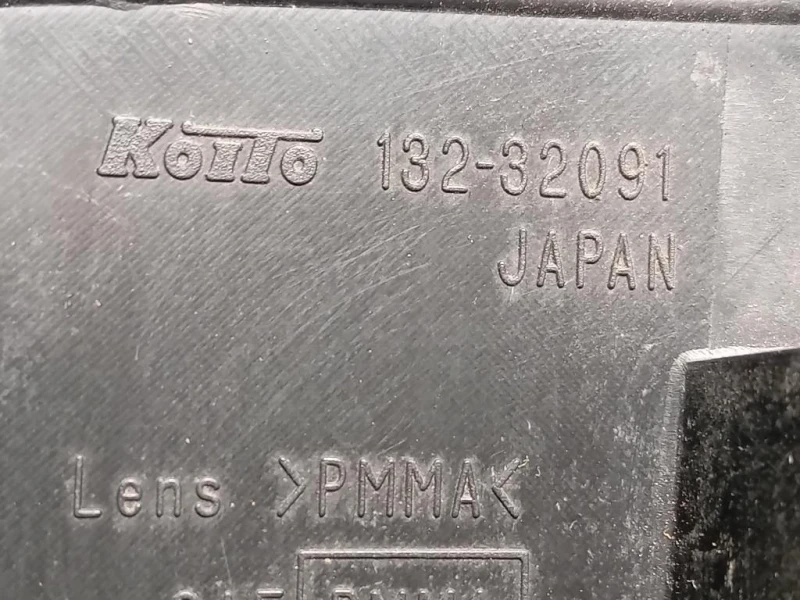 KOITO 132-32091
JAPAN
Lens >PMMA<